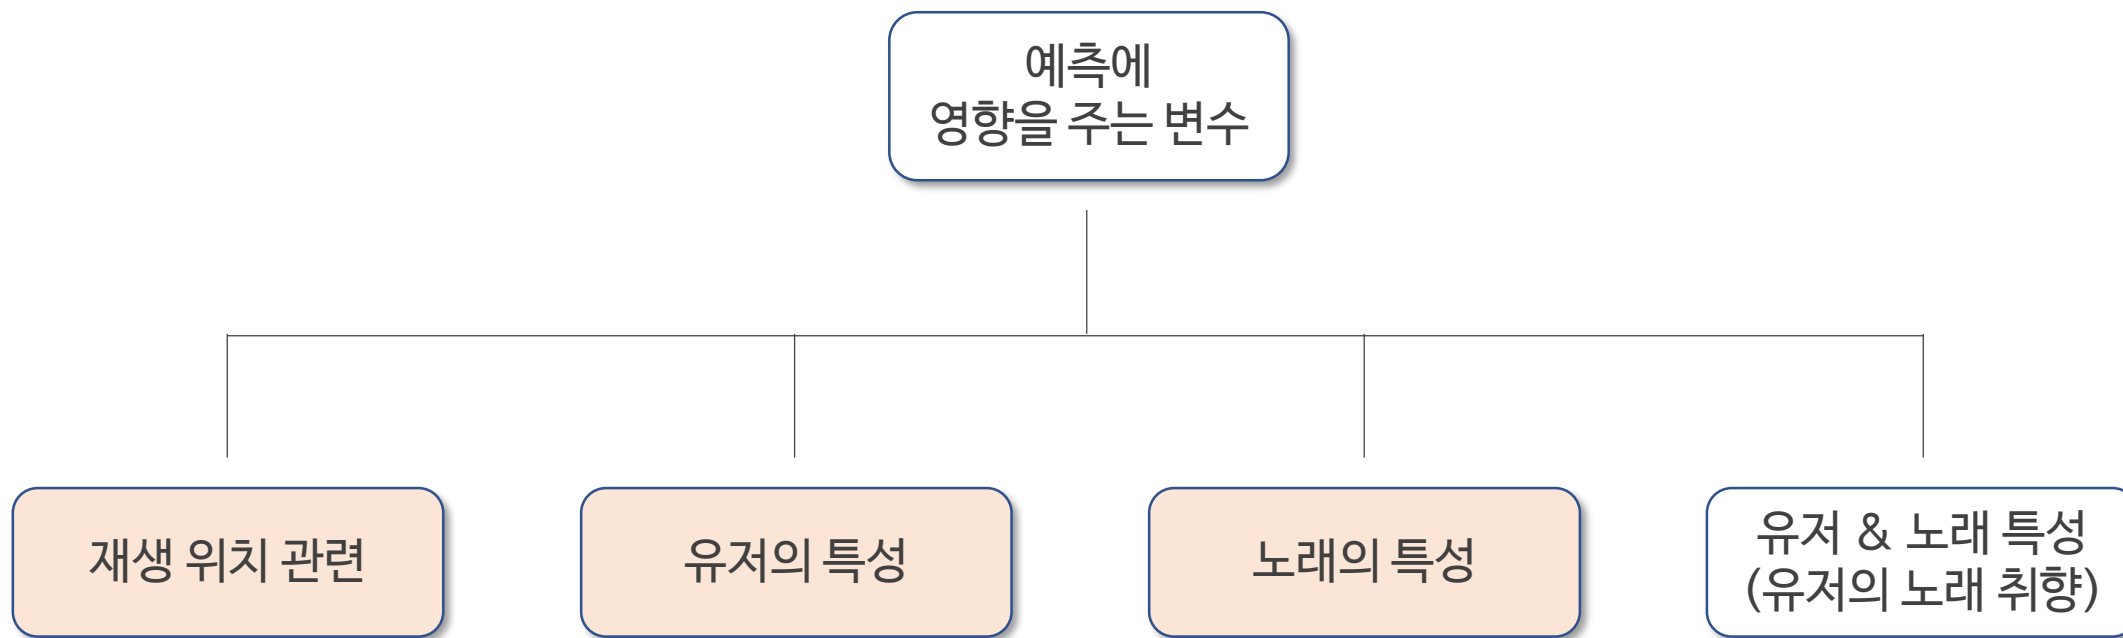 예측에
영향을 주는 변수
재생 위치 관련
유저의 특성
노래의 특성
유저 & 노래 특성
(유저의 노래 취향)